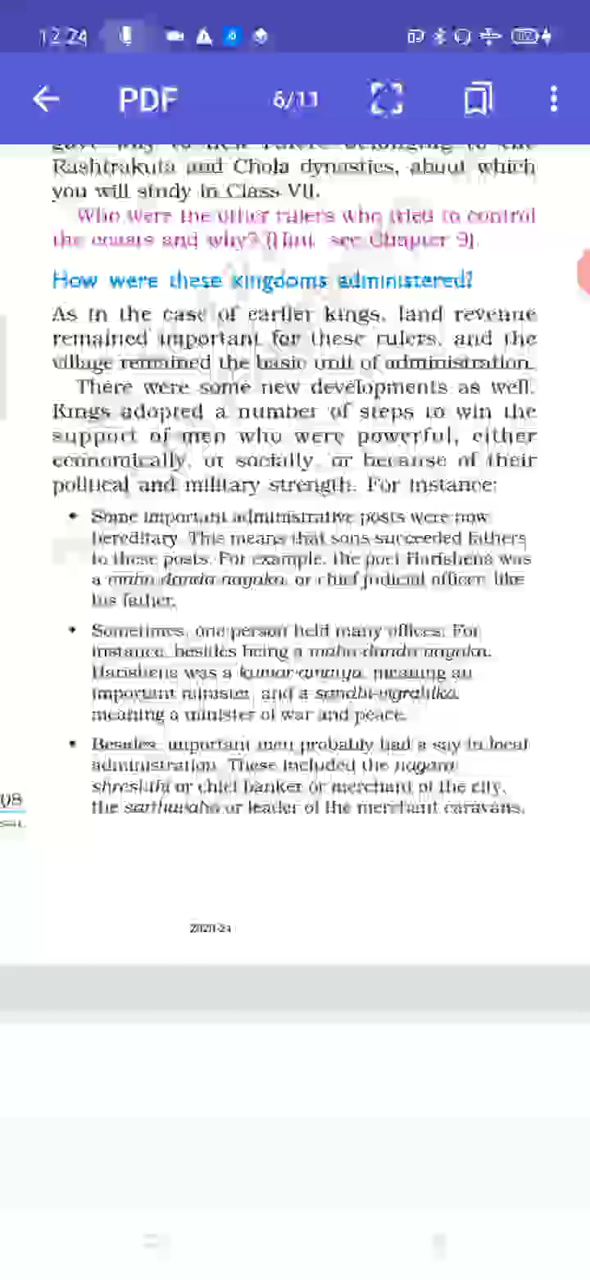 12:24
PDF
6/11
Rashtrakuta and Chola dynasties, about which
you will study in Class VII.
Who were the other rulers who tried to control
the coasts and why? (Hint: see Chapter 9).
How were these kingdoms administered?
As in the case of earlier kings, land revenue
remained important for these rulers, and the
village remained the basic unit of administration.
There were some new developments as well.
Kings adopted a number of steps to win the
support of men who were powerful, either
economically, or socially, or because of their
political and military strength. For instance:
• Some important administrative posts were now
hereditary. This means that sons succeeded fathers
to these posts. For example, the poet Harishena was
a maha-danda-nayaka, or chief judicial officer, like
his father.
• Sometimes, one person held many offices. For
instance, besides being a maha-danda-nayaka,
Harishena was a kumar-amatya, meaning an
important minister, and a sandhi-vigrahika,
meaning a minister of war and peace.
• Besides, important men probably had a say in local
administration. These included the nagara-
shreshthi or chief banker or merchant of the city,
the sarthavaha or leader of the merchant caravans,
08
2020-21